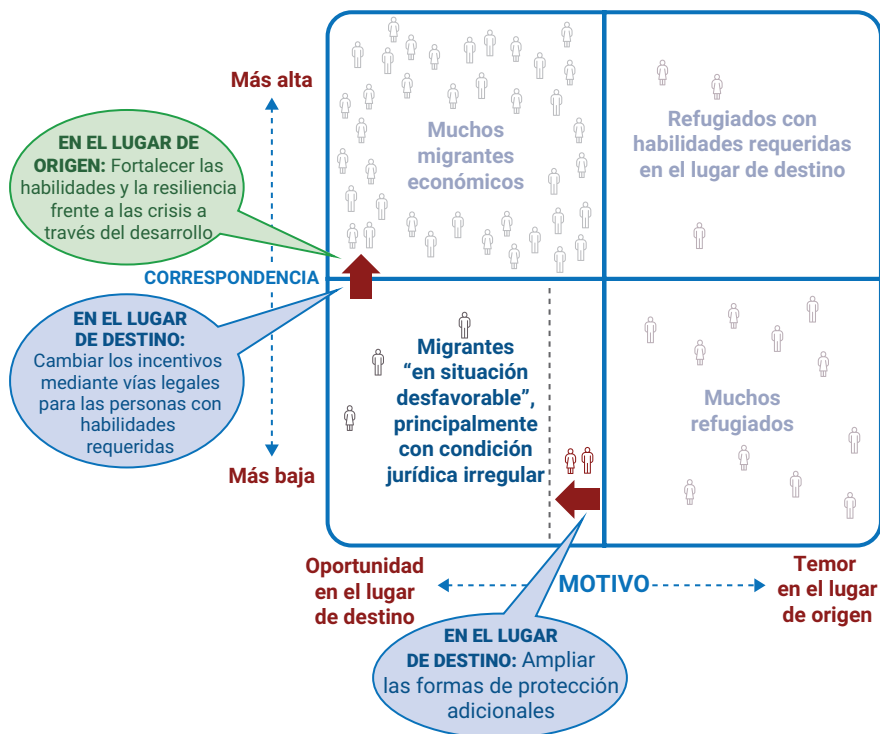 Más alta
EN EL LUGAR DE
ORIGEN: Fortalecer las
habilidades y la resiliencia
frente a las crisis a
través del desarrollo
Muchos
migrantes
económicos
Refugiados con
habilidades requeridas
en el lugar de destino
CORRESPONDENCIA
EN EL LUGAR
DE DESTINO:
Cambiar los incentivos
mediante vías legales
para las personas con
habilidades
requeridas
Más baja
Migrantes
“en situación
desfavorable”,
principalmente
con condición
jurídica irregular
Muchos
refugiados
Oportunidad
en el lugar
de destino
MOTIVO
Temor
en el lugar
de origen
EN EL LUGAR
DE DESTINO: Ampliar
las formas de protección
adicionales